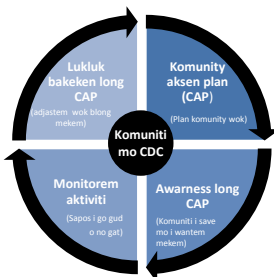 Lukluk
bakeken long
CAP
(adjastem wok blong
mekem)
Komunity
aksen plan
(CAP)
(Plan komunity wok)
Komuniti
mo CDC
Monitorem
aktiviti
(Sapos i go gud
o no gat)
Awarness long
CAP
(Komuniti i save
mo i wantem
mekem)